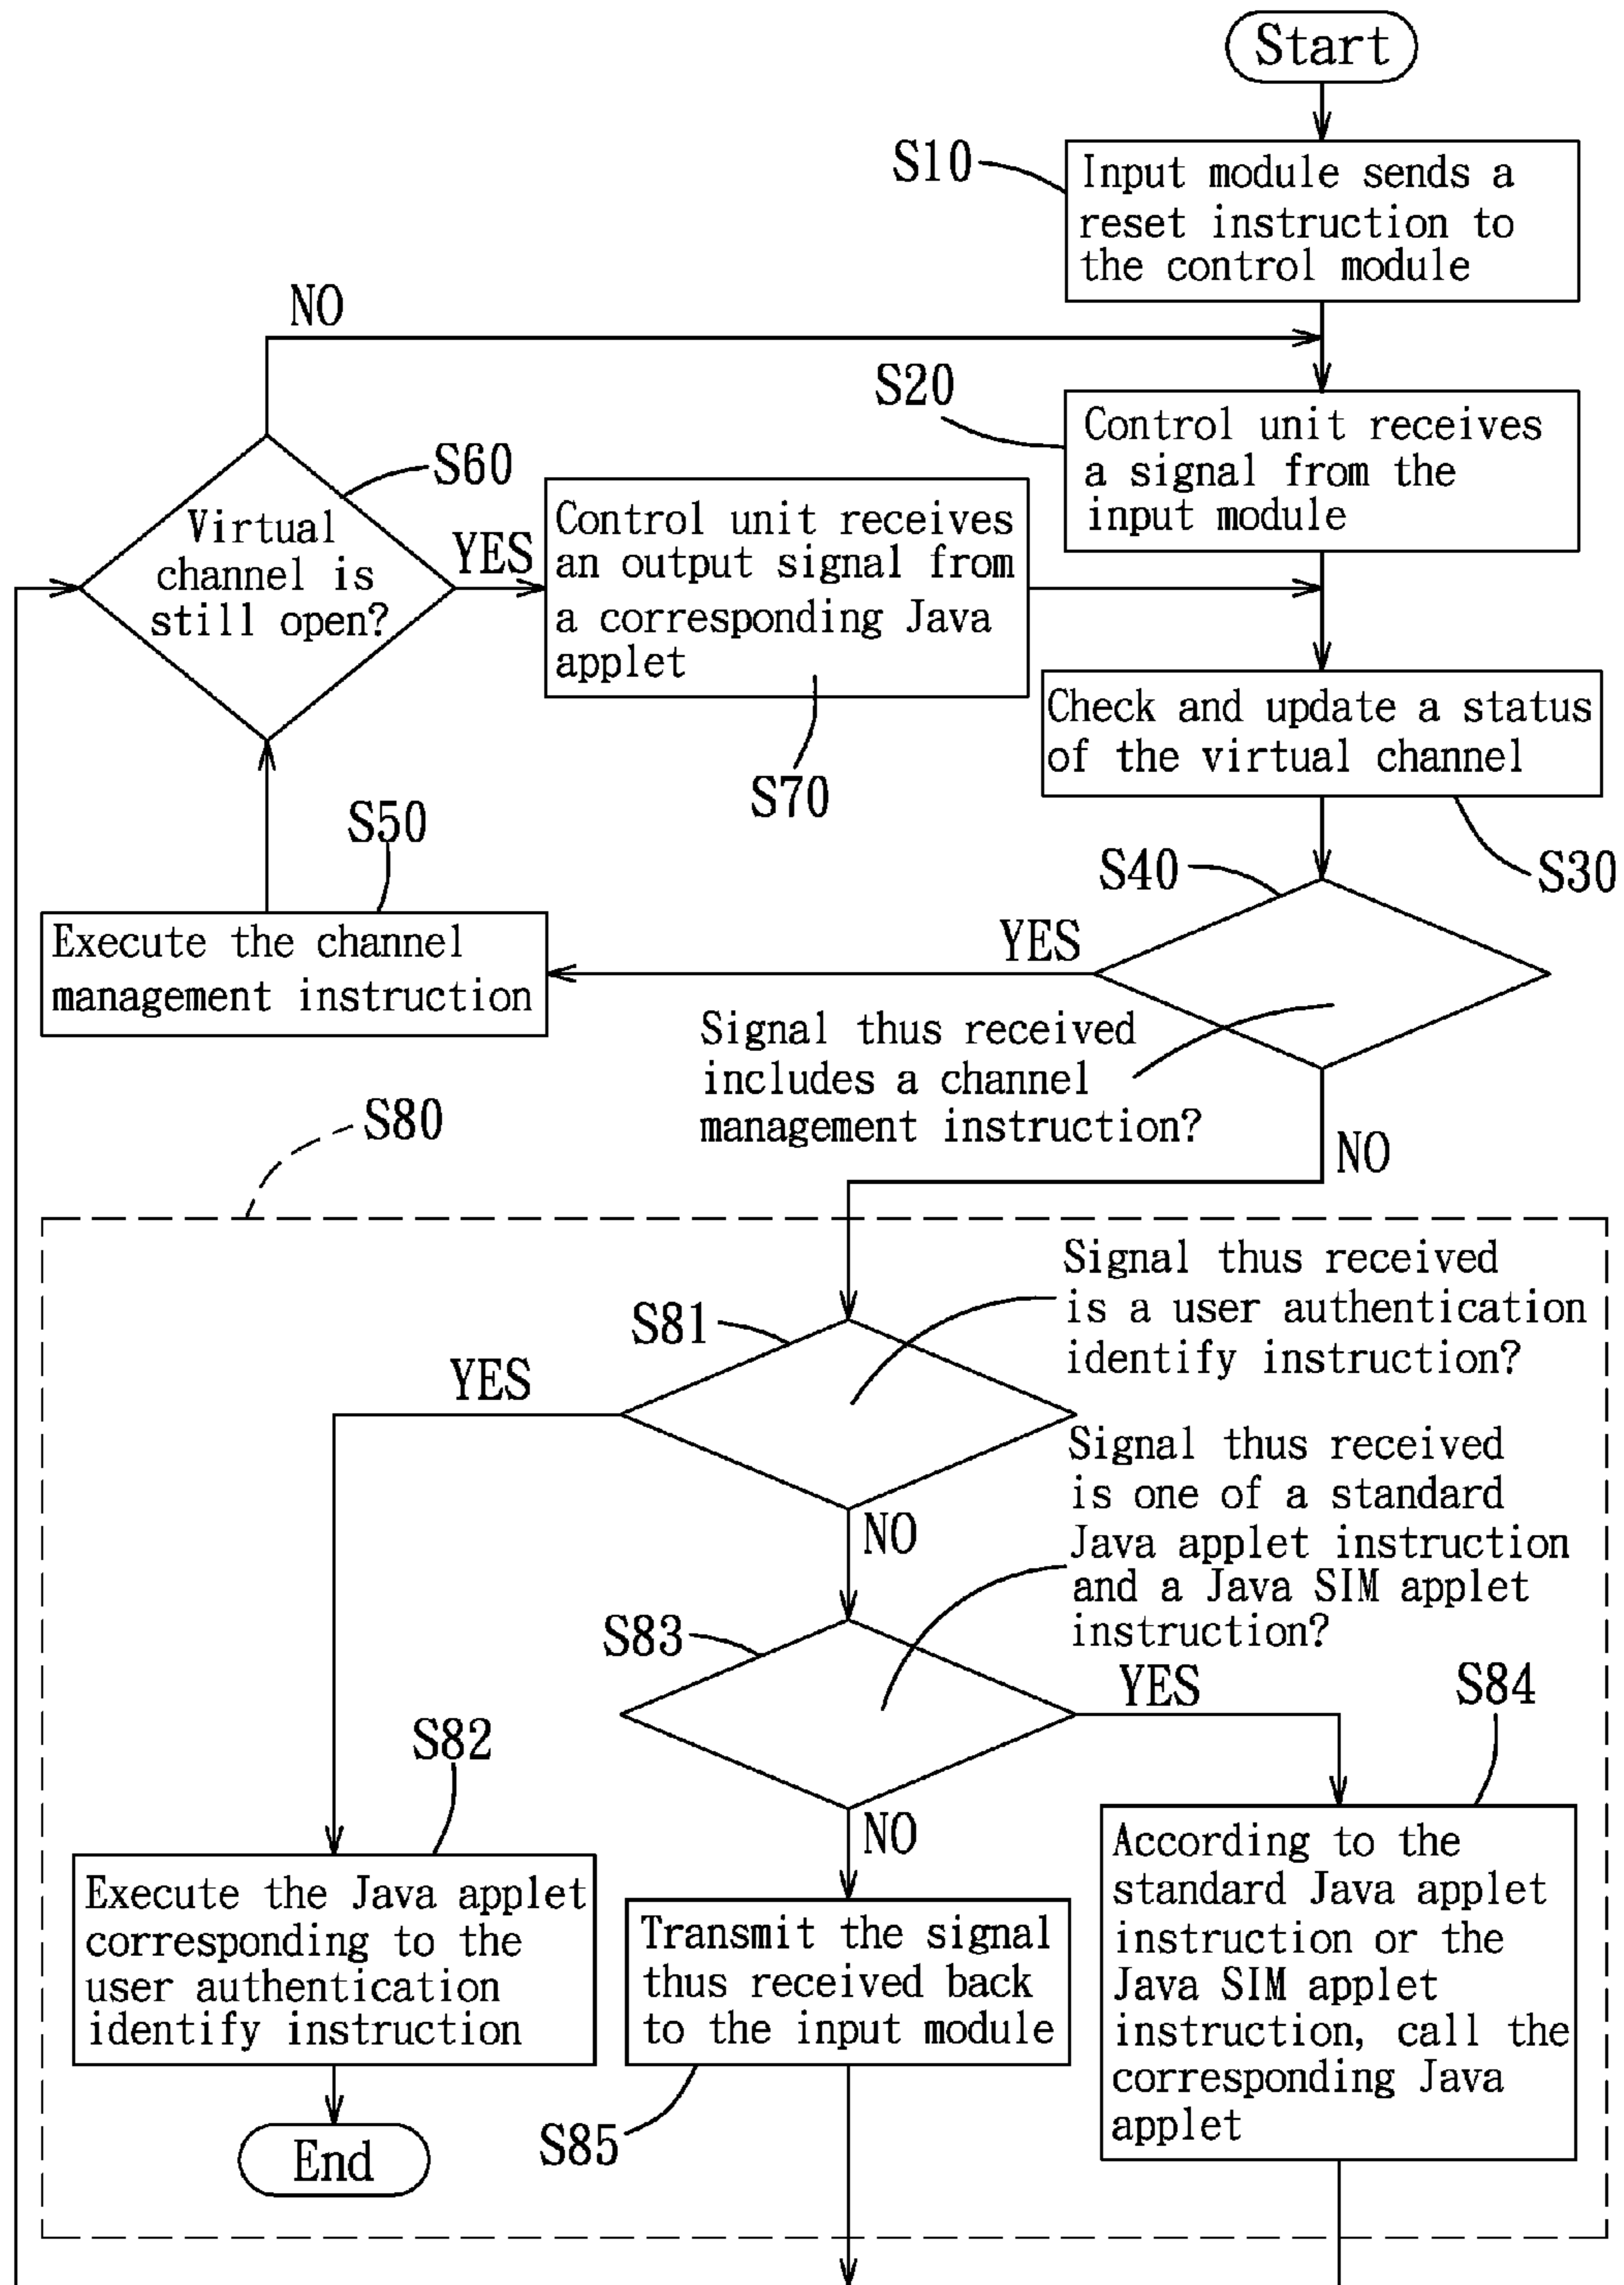 Start
S10
Input module sends a
reset instruction to
the control module
NO
S20
Control unit receives
a signal from the
input module
S60
Virtual
channel is
still open?
YES
Control unit receives
an output signal from
a corresponding Java
applet
S70
Check and update a status
of the virtual channel
S30
S40
S50
Execute the channel
management instruction
YES
Signal thus received
includes a channel
management instruction?
NO
S80
S81
Signal thus received
is a user authentication
identify instruction?
YES
NO
Signal thus received
is one of a standard
Java applet instruction
and a Java SIM applet
instruction?
S83
YES
S84
S82
NO
Execute the Java applet
corresponding to the
user authentication
identify instruction
Transmit the signal
thus received back
to the input module
According to the
standard Java applet
instruction or the
Java SIM applet
instruction, call the
corresponding Java
applet
S85
End